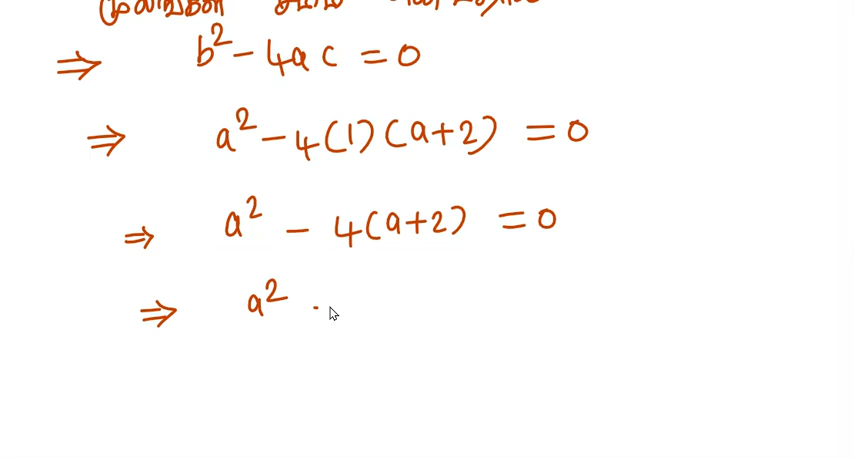 ⇒ b² - 4ac = 0
⇒ a² - 4(1)(a+2) = 0
⇒ a² - 4(a+2) = 0
⇒ a² -